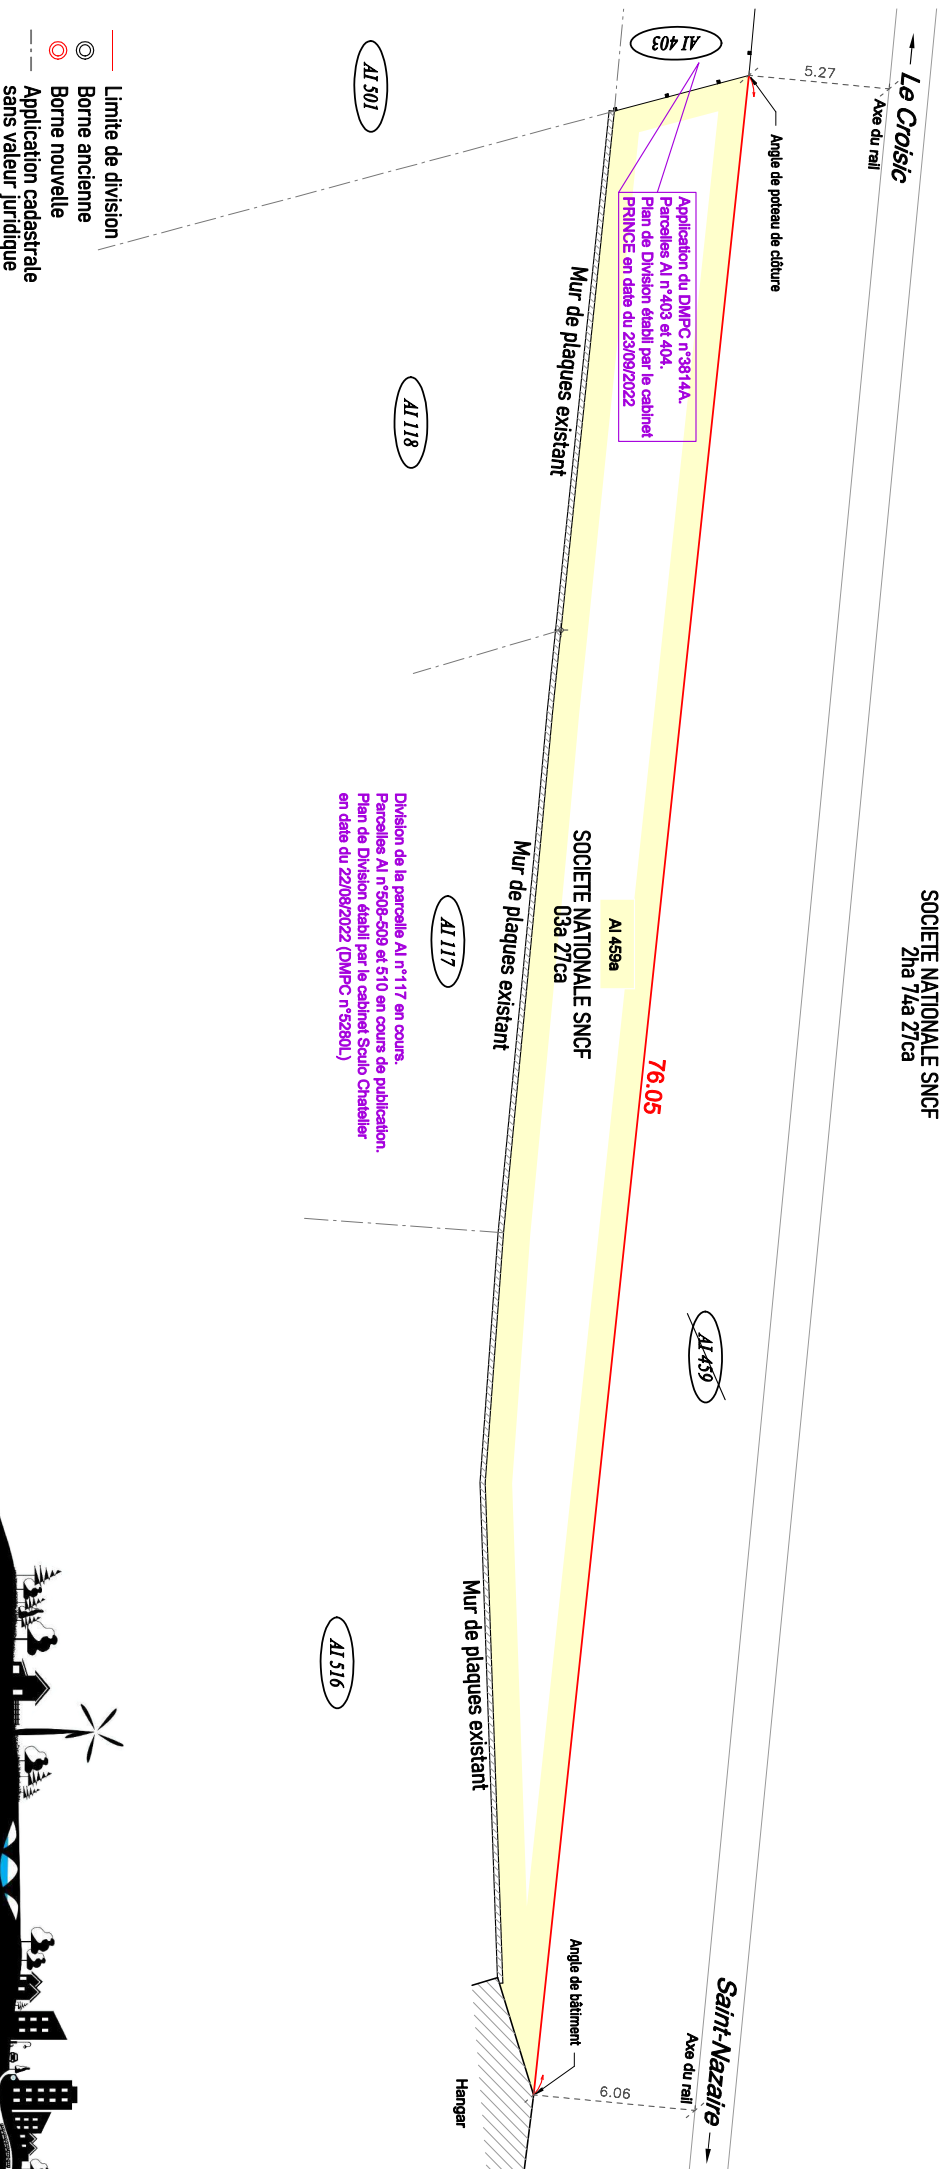 SOCIETE NATIONALE SNCF
2ha 74a 27ca
Le Croisic
Axe du rail
5.27
Saint-Nazaire
Axe du rail
6.06
Angle de poteau de clôture
AI 403
Application du DMPC n°3814A.
Parcelles AI n°403 et 404.
Plan de Division établi par le cabinet
PRINCE en date du 23/09/2022
AI 459
76.05
AI 459a
SOCIETE NATIONALE SNCF
03a 27ca
Angle de bâtiment
Mur de plaques existant
Mur de plaques existant
Mur de plaques existant
Hangar
AI 501
AI 118
AI 117
AI 516
Division de la parcelle AI n°117 en cours.
Parcelles AI n°508-509 et 510 en cours de publication.
Plan de Division établi par le cabinet Sculo Chatelier
en date du 22/08/2022 (DMPC n°5280L)
Limite de division
Borne ancienne
Borne nouvelle
Application cadastrale
sans valeur juridique